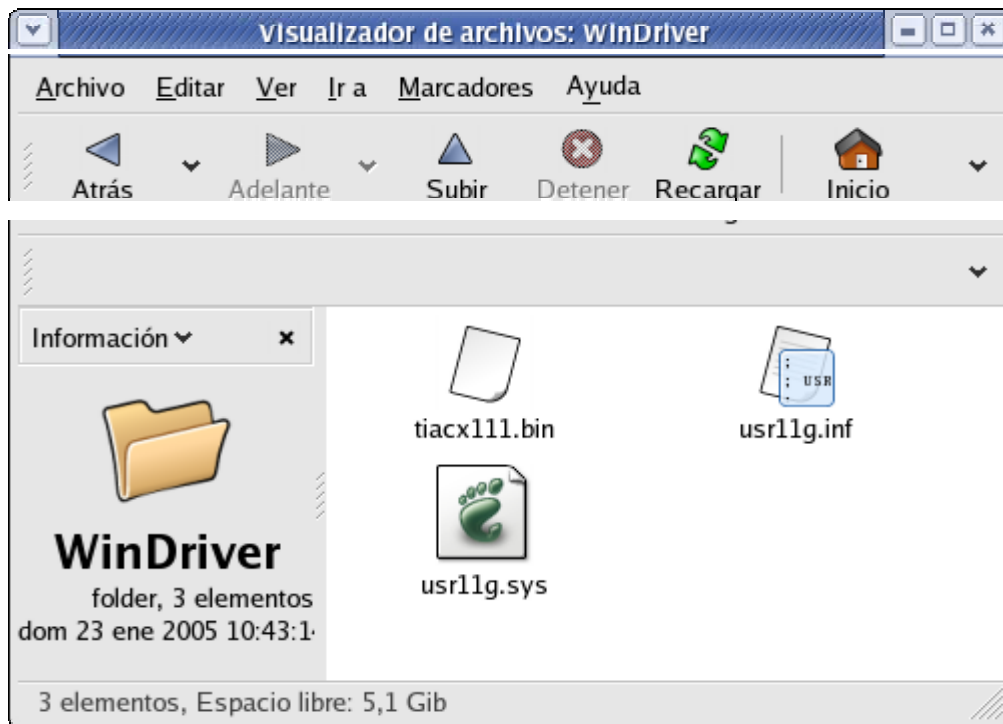 Visualizador de archivos: WinDriver
Archivo Editar Ver Ir a Marcadores Ayuda
Atrás Adelante Subir Detener Recargar Inicio
Información
tiacx111.bin
; USR
;
;
usr11g.inf
usr11g.sys
WinDriver
folder, 3 elementos
dom 23 ene 2005 10:43:1
3 elementos, Espacio libre: 5,1 Gib